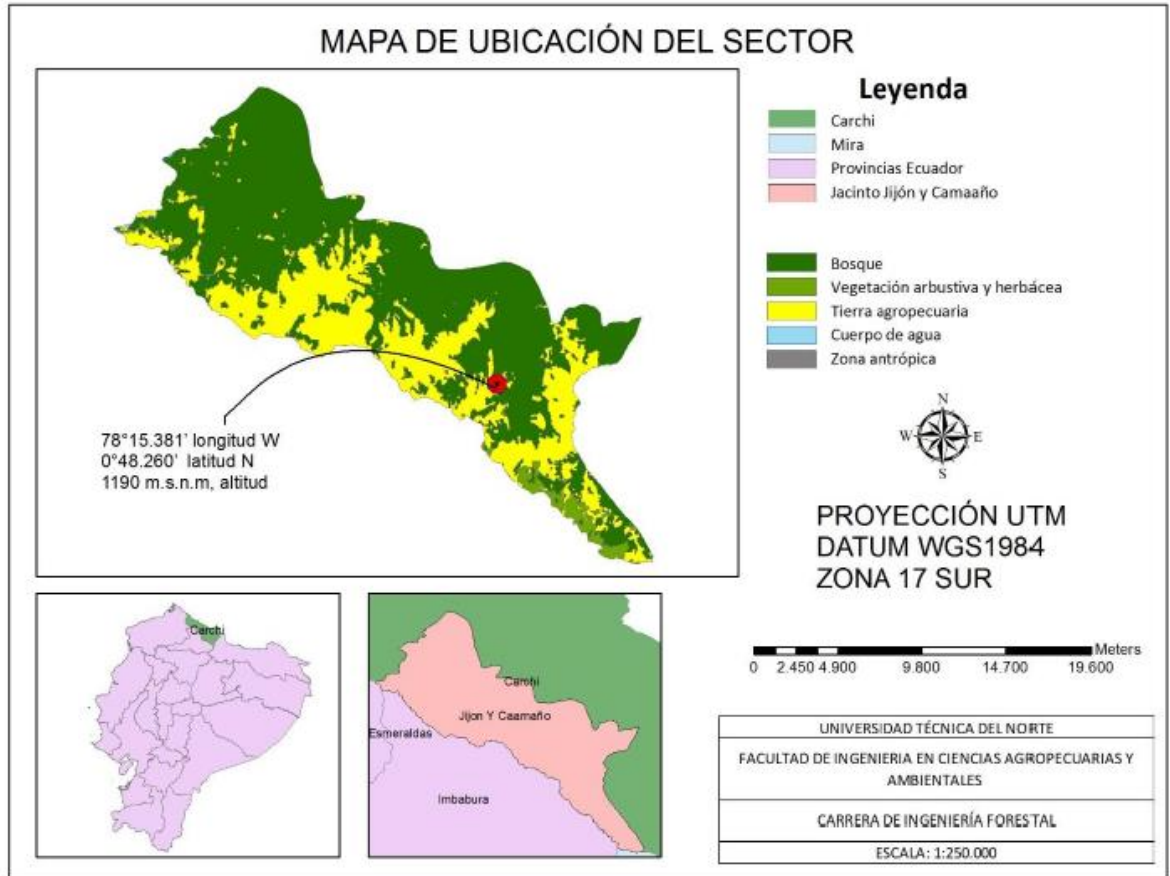 MAPA DE UBICACIÓN DEL SECTOR
78°15.381' longitud W
0°48.260' latitud N
1190 m.s.n.m, altitud
Leyenda
Carchi
Mira
Provincias Ecuador
Jacinto Jijón y Camaaño
Bosque
Vegetación arbustiva y herbácea
Tierra agropecuaria
Cuerpo de agua
Zona antrópica
N
W E
S
PROYECCIÓN UTM
DATUM WGS1984
ZONA 17 SUR
Meters
0 2.450 4.900 9.800 14.700 19.600
Carchi
Carchi
Jijon Y Caamaño
Esmeraldas
Imbabura
UNIVERSIDAD TÉCNICA DEL NORTE
FACULTAD DE INGENIERIA EN CIENCIAS AGROPECUARIAS Y
AMBIENTALES
CARRERA DE INGENIERÍA FORESTAL
ESCALA: 1:250.000